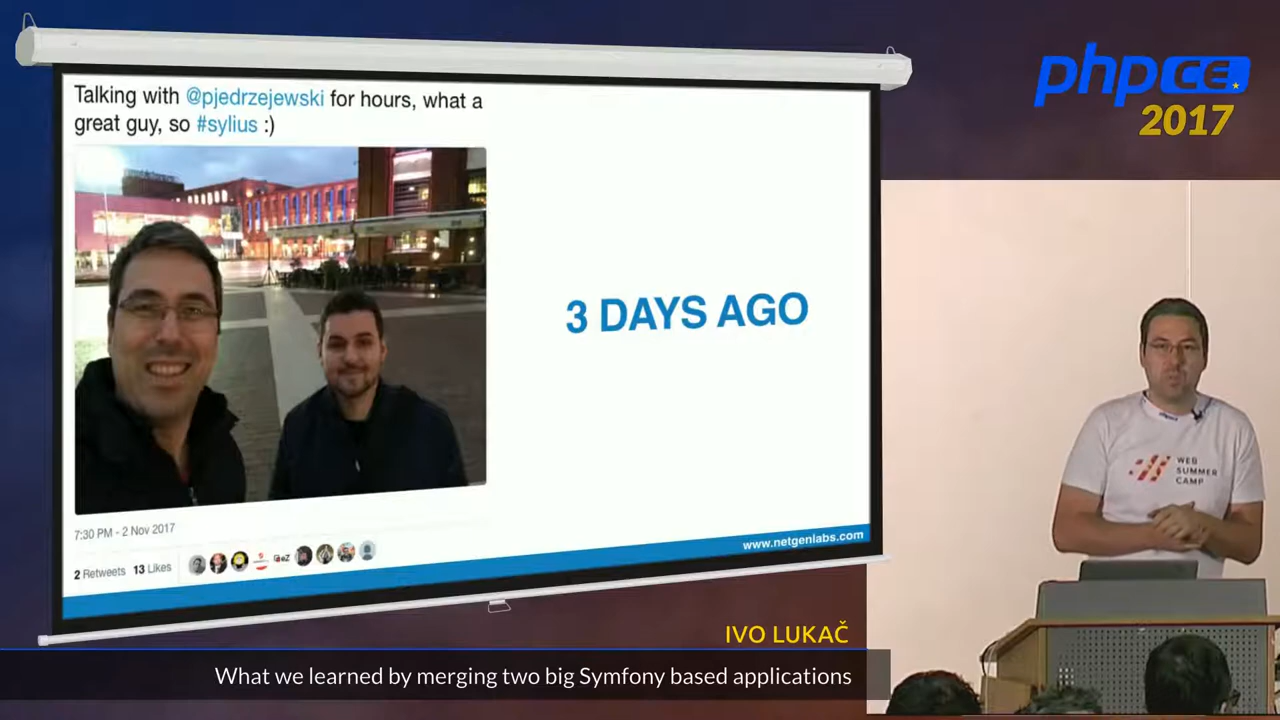 Talking with @pjedrzejewski for hours, what a
great guy, so #sylius :)
7:30 PM - 2 Nov 2017
2 Retweets 13 Likes
eZ
3 DAYS AGO
www.netgenlabs.com
phpCE
2017
WEB
SUMMER
CAMP
IVO LUKAČ
What we learned by merging two big Symfony based applications